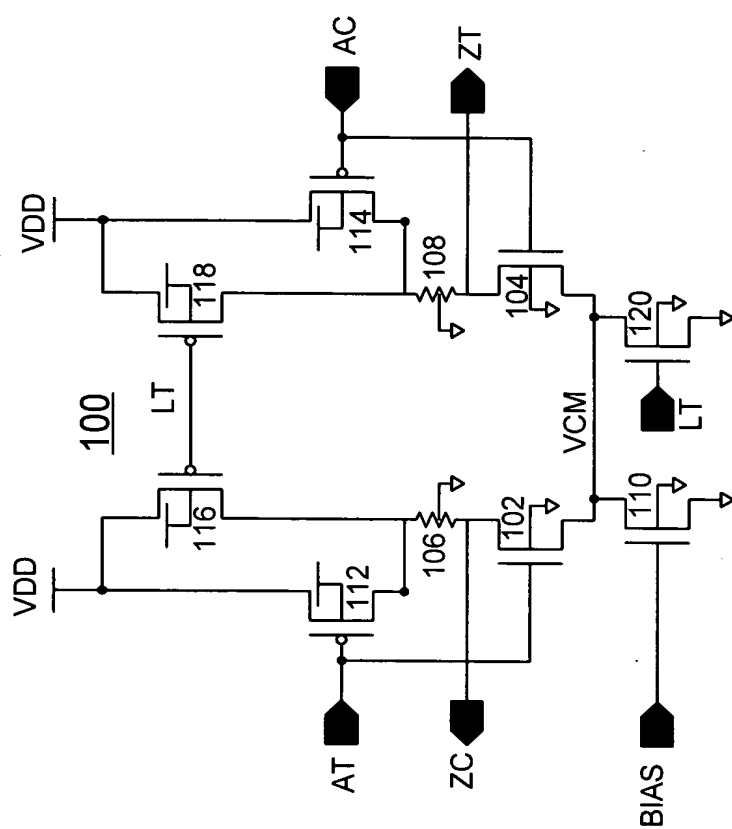 100
VDD
VDD
LT
116
118
112
114
AT
AC
106
108
ZC
ZT
102
104
VCM
110
120
BIAS
LT